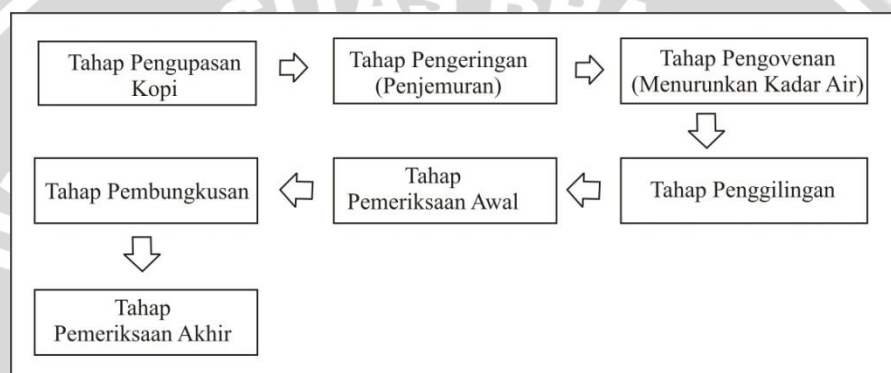 Tahap Pengupasan
Kopi
Tahap Pengeringan
(Penjemuran)
Tahap Pengovenan
(Menurunkan Kadar Air)
Tahap Penggilingan
Tahap
Pemeriksaan Awal
Tahap Pembungkusan
Tahap
Pemeriksaan Akhir